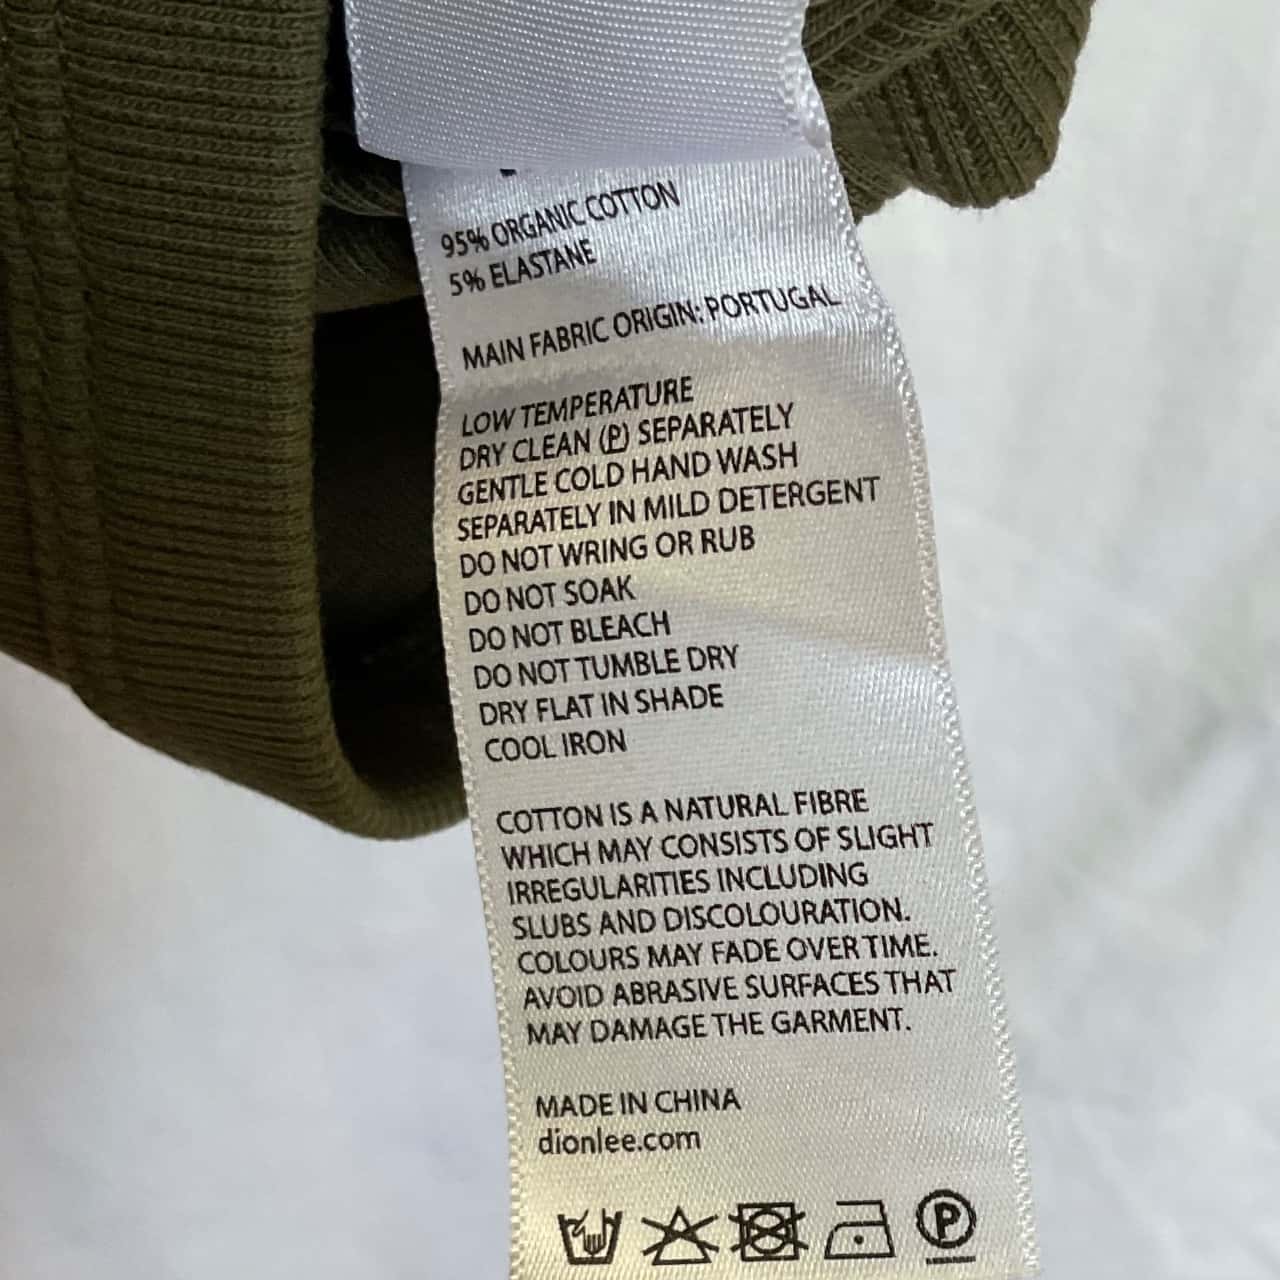 95% ORGANIC COTTON
5% ELASTANE
MAIN FABRIC ORIGIN: PORTUGAL
LOW TEMPERATURE
DRY CLEAN (P) SEPARATELY
GENTLE COLD HAND WASH
SEPARATELY IN MILD DETERGENT
DO NOT WRING OR RUB
DO NOT SOAK
DO NOT BLEACH
DO NOT TUMBLE DRY
DRY FLAT IN SHADE
COOL IRON
COTTON IS A NATURAL FIBRE
WHICH MAY CONSISTS OF SLIGHT
IRREGULARITIES INCLUDING
SLUBS AND DISCOLOURATION.
COLOURS MAY FADE OVER TIME.
AVOID ABRASIVE SURFACES THAT
MAY DAMAGE THE GARMENT.
MADE IN CHINA
dionlee.com
P